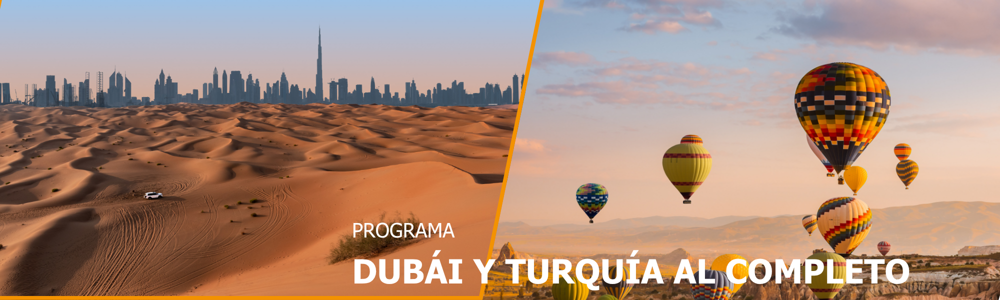 PROGRAMA
DUBÁI Y TURQUÍA AL COMPLETO